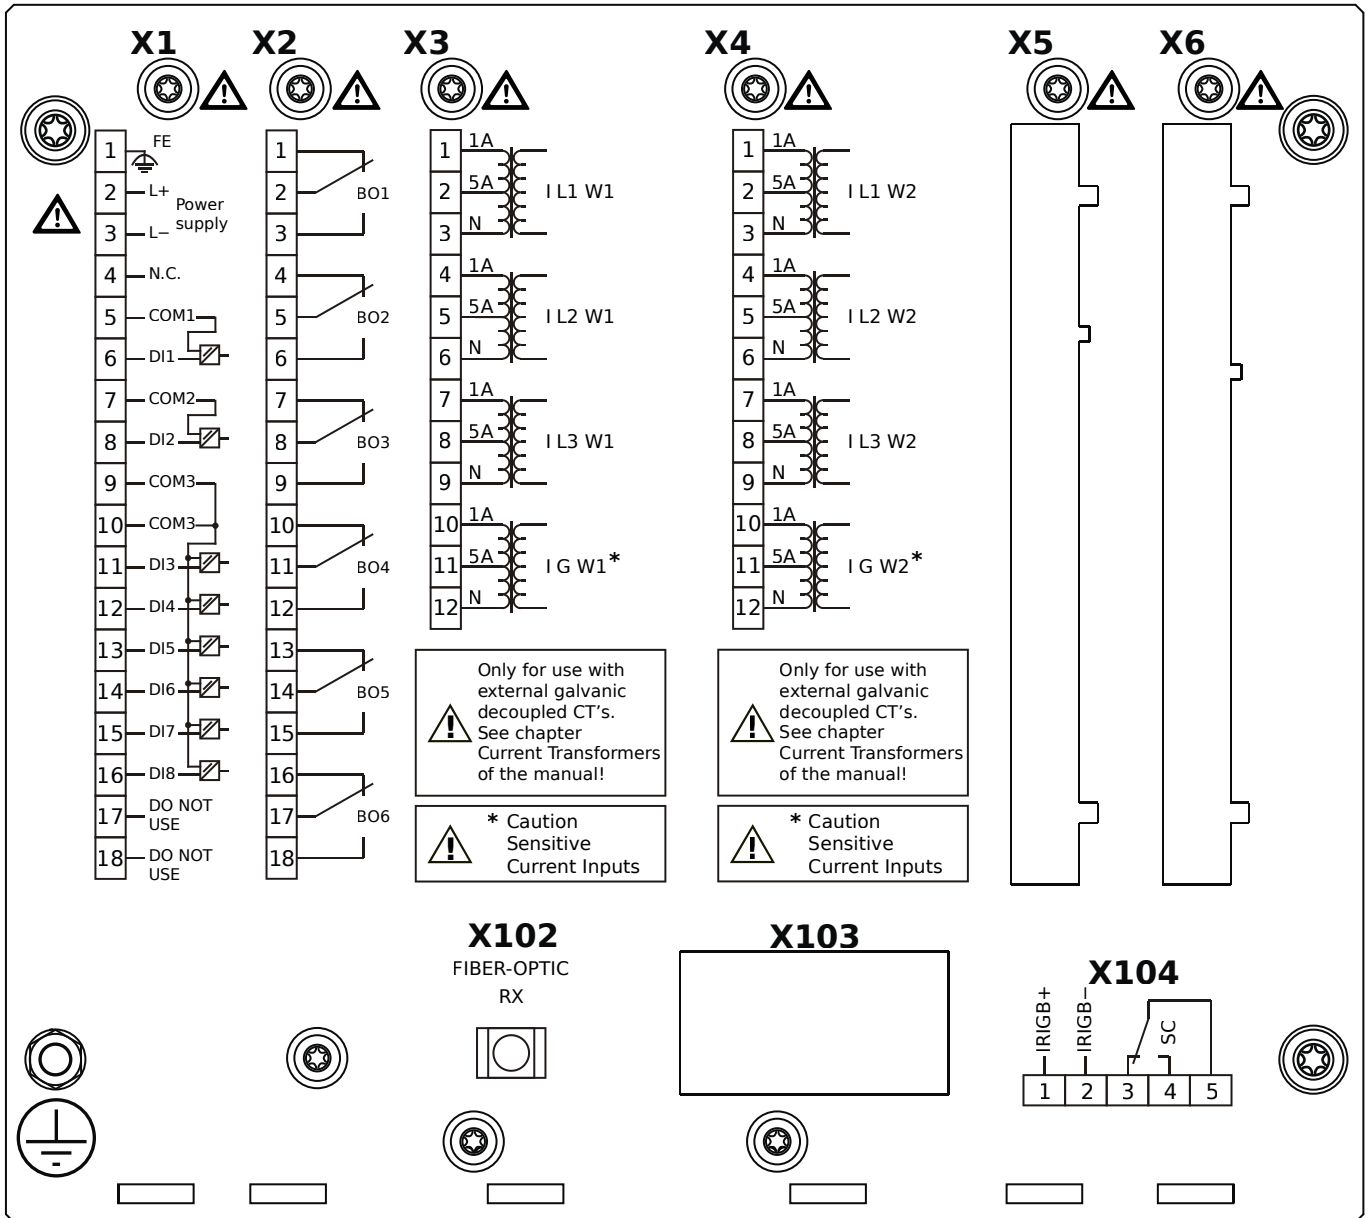 X1
X2
X3
X4
X5
X6
1
FE
2
L+
Power
supply
3
L−
4
N.C.
5
COM1
6
DI1
7
COM2
8
DI2
9
COM3
10
COM3
11
DI3
12
DI4
13
DI5
14
DI6
15
DI7
16
DI8
17
DO NOT
USE
18
DO NOT
USE
1
2
BO1
3
4
5
BO2
6
7
8
BO3
9
10
11
BO4
12
13
14
BO5
15
16
17
BO6
18
1
1A
2
5A
I L1 W1
3
N
4
1A
5
5A
I L2 W1
6
N
7
1A
8
5A
I L3 W1
9
N
10
1A
11
5A
I G W1*
12
N
Only for use with
external galvanic
decoupled CT's.
See chapter
Current Transformers
of the manual!
* Caution
Sensitive
Current Inputs
1
1A
2
5A
I L1 W2
3
N
4
1A
5
5A
I L2 W2
6
N
7
1A
8
5A
I L3 W2
9
N
10
1A
11
5A
I G W2*
12
N
Only for use with
external galvanic
decoupled CT's.
See chapter
Current Transformers
of the manual!
* Caution
Sensitive
Current Inputs
X102
FIBER-OPTIC
RX
X103
X104
IRIGB+
IRIGB−
SC
1 2 3 4 5